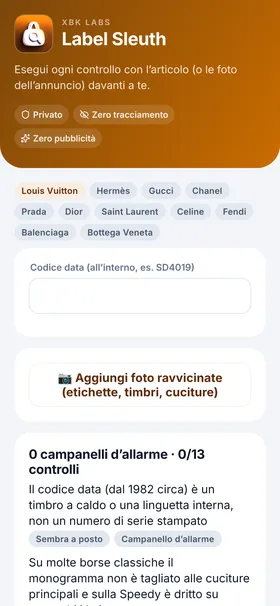 XBK LABS
Label Sleuth
Esegui ogni controllo con l’articolo (o le foto
dell’annuncio) davanti a te.
Privato
Zero tracciamento
Zero pubblicità
Louis Vuitton
Hermès
Gucci
Chanel
Prada
Dior
Saint Laurent
Celine
Fendi
Balenciaga
Bottega Veneta
Codice data (all’interno, es. SD4019)
📷 Aggiungi foto ravvicinate
(etichette, timbri, cuciture)
0 campanelli d’allarme · 0/13
controlli
Il codice data (dal 1982 circa) è un
timbro a caldo o una linguetta interna,
non un numero di serie stampato
Sembra a posto
Campanello d’allarme
Su molte borse classiche il
monogramma non è tagliato alle cuciture
principali e sulla Speedy è dritto su